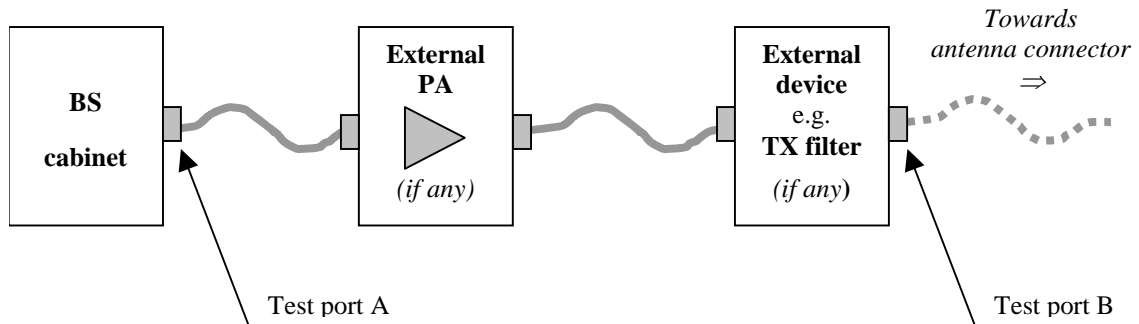 BS
cabinet
External
PA
(if any)
External
device
e.g.
TX filter
(if any)
Towards
antenna connector
⇒
Test port A
Test port B